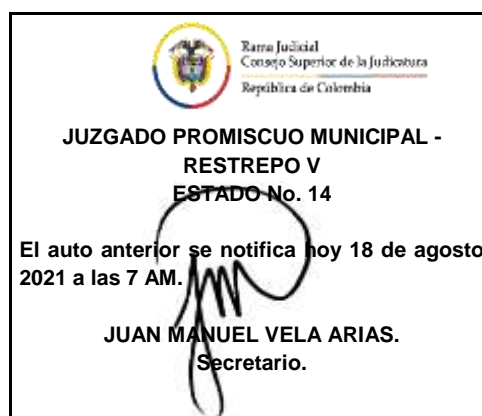 Rama Judicial
Consejo Superior de la Judicatura
República de Colombia
JUZGADO PROMISCUO MUNICIPAL -
RESTREPO V
ESTADO No. 14
El auto anterior se notifica hoy 18 de agosto
2021 a las 7 AM.
JUAN MANUEL VELA ARIAS.
Secretario.